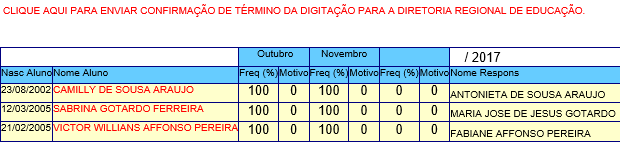 CLIQUE AQUI PARA ENVIAR CONFIRMAÇÃO DE TÉRMINO DA DIGITAÇÃO PARA A DIRETORIA REGIONAL DE EDUCAÇÃO.
Outubro Novembro / 2017
Nasc Aluno Nome Aluno Freq (%) Motivo Freq (%) Motivo Freq (%) Motivo Nome Respons
23/08/2002 CAMILLY DE SOUSA ARAUJO 100 0 100 0 0 0 ANTONIETA DE SOUSA ARAUJO
12/03/2005 SABRINA GOTARDO FERREIRA 100 0 100 0 0 0 MARIA JOSE DE JESUS GOTARDO
21/02/2005 VICTOR WILLIANS AFFONSO PEREIRA 100 0 100 0 0 0 FABIANE AFFONSO PEREIRA